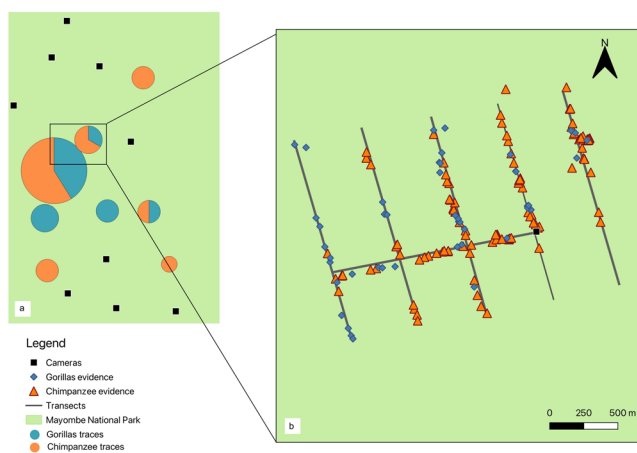 a
N
b
0 250 500 m
Legend
Cameras
Gorillas evidence
Chimpanzee evidence
Transects
Mayombe National Park
Gorillas traces
Chimpanzee traces